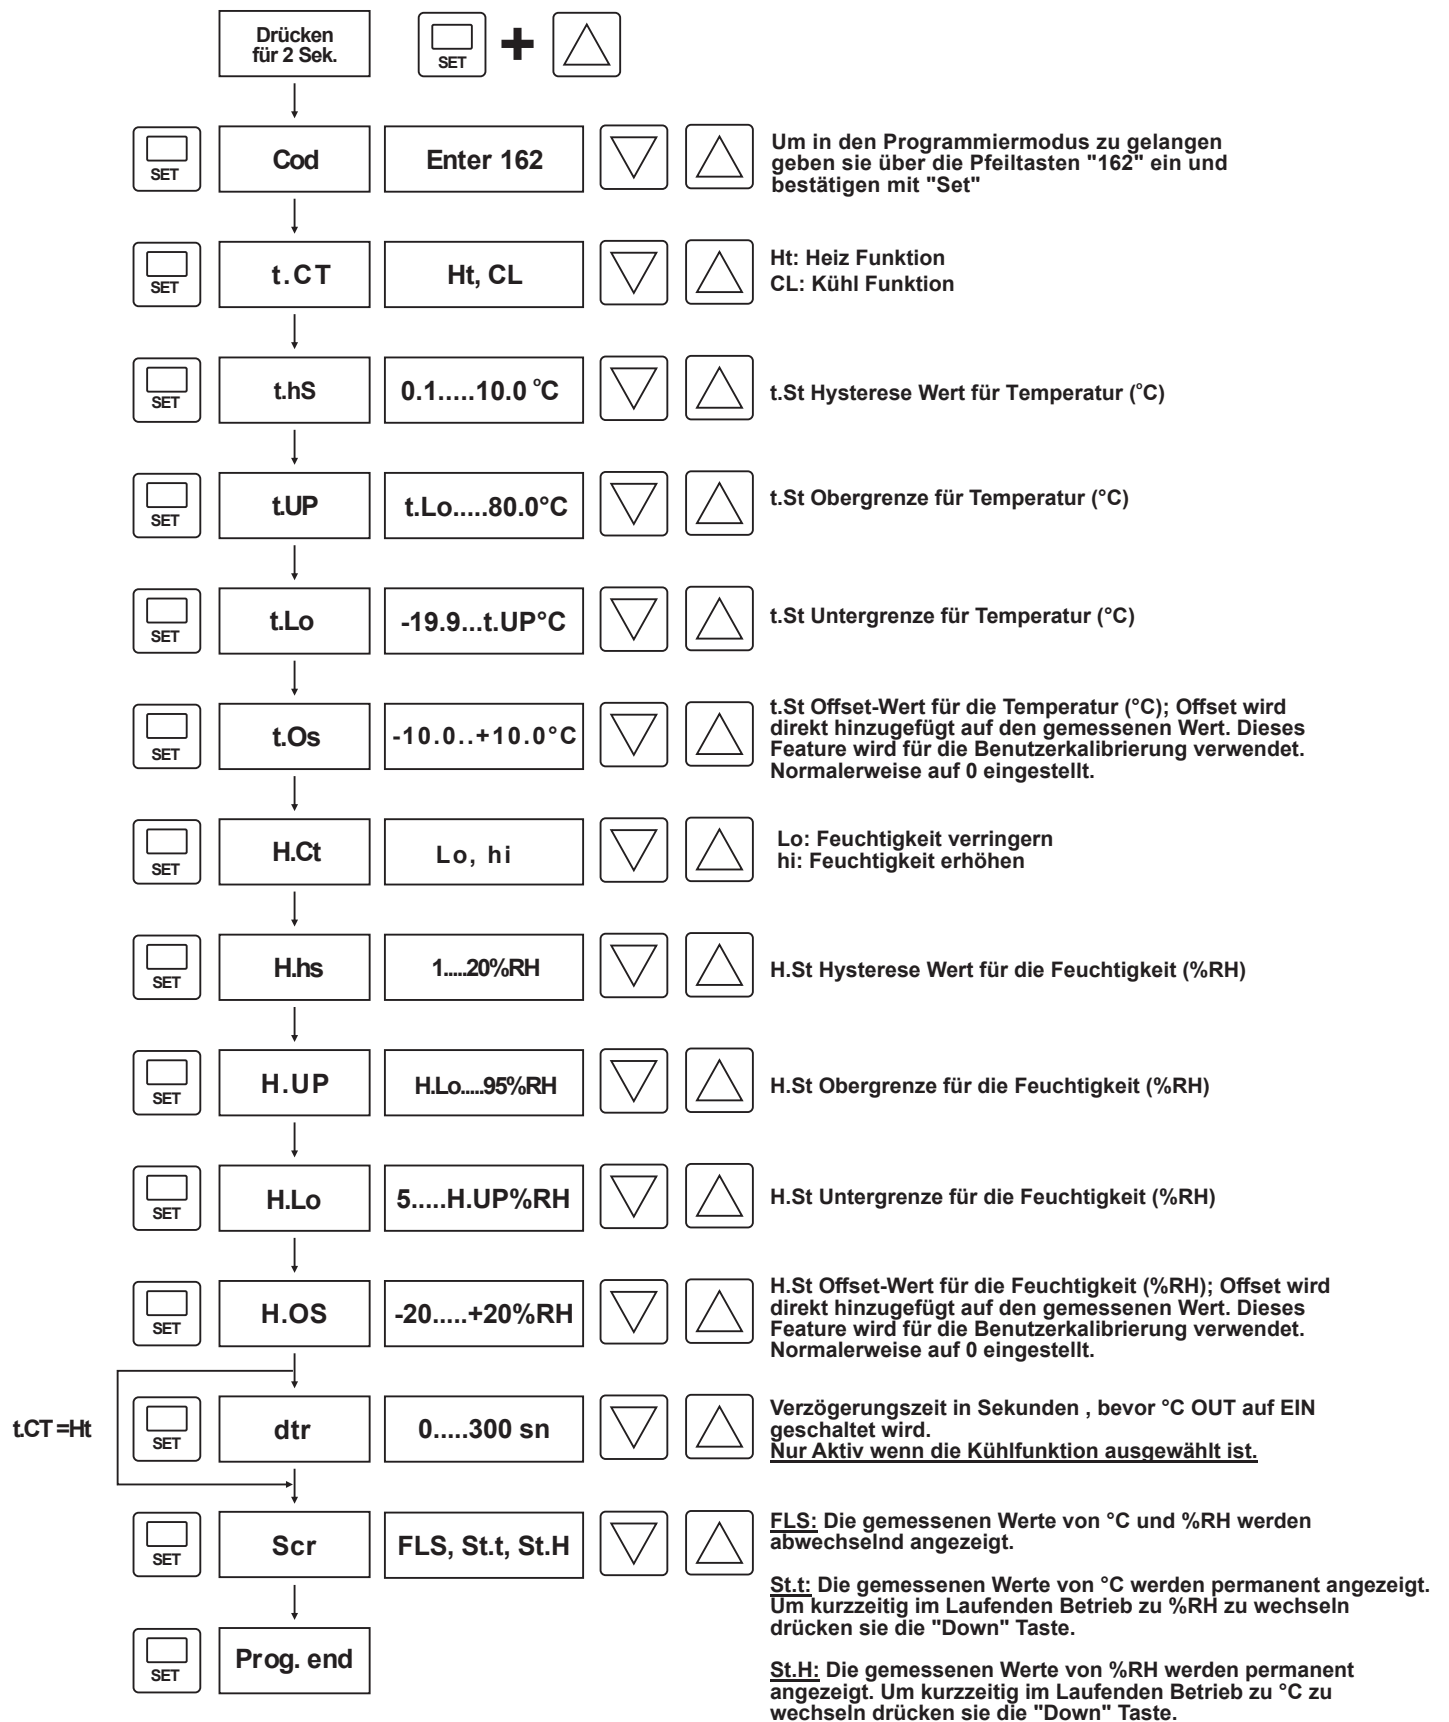 Drücken
für 2 Sek.
SET
+
SET
Cod
Enter 162
Um in den Programmiermodus zu gelangen
geben sie über die Pfeiltasten "162" ein und
bestätigen mit "Set"
SET
t.CT
Ht, CL
Ht: Heiz Funktion
CL: Kühl Funktion
SET
t.hS
0.1.....10.0 °C
t.St Hysterese Wert für Temperatur (°C)
SET
t.UP
t.Lo.....80.0°C
t.St Obergrenze für Temperatur (°C)
SET
t.Lo
-19.9...t.UP°C
t.St Untergrenze für Temperatur (°C)
SET
t.Os
-10.0..+10.0°C
t.St Offset-Wert für die Temperatur (°C); Offset wird
direkt hinzugefügt auf den gemessenen Wert. Dieses
Feature wird für die Benutzerkalibrierung verwendet.
Normalerweise auf 0 eingestellt.
SET
H.Ct
Lo, hi
Lo: Feuchtigkeit verringern
hi: Feuchtigkeit erhöhen
SET
H.hs
1.....20%RH
H.St Hysterese Wert für die Feuchtigkeit (%RH)
SET
H.UP
H.Lo.....95%RH
H.St Obergrenze für die Feuchtigkeit (%RH)
SET
H.Lo
5.....H.UP%RH
H.St Untergrenze für die Feuchtigkeit (%RH)
SET
H.OS
-20.....+20%RH
H.St Offset-Wert für die Feuchtigkeit (%RH); Offset wird
direkt hinzugefügt auf den gemessenen Wert. Dieses
Feature wird für die Benutzerkalibrierung verwendet.
Normalerweise auf 0 eingestellt.
t.CT=Ht
SET
dtr
0.....300 sn
Verzögerungszeit in Sekunden , bevor °C OUT auf EIN
geschaltet wird.
Nur Aktiv wenn die Kühlfunktion ausgewählt ist.
SET
Scr
FLS, St.t, St.H
FLS: Die gemessenen Werte von °C und %RH werden
abwechselnd angezeigt.
St.t: Die gemessenen Werte von °C werden permanent angezeigt.
Um kurzzeitig im Laufenden Betrieb zu %RH zu wechseln
drücken sie die "Down" Taste.
SET
Prog. end
St.H: Die gemessenen Werte von %RH werden permanent
angezeigt. Um kurzzeitig im Laufenden Betrieb zu °C zu
wechseln drücken sie die "Down" Taste.